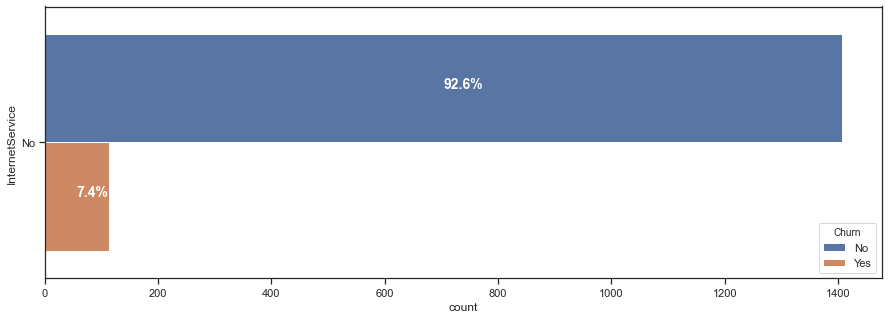 92.6%
InternetService
No
7.4%
Churn
No
Yes
0 200 400 600 800 1000 1200 1400
count